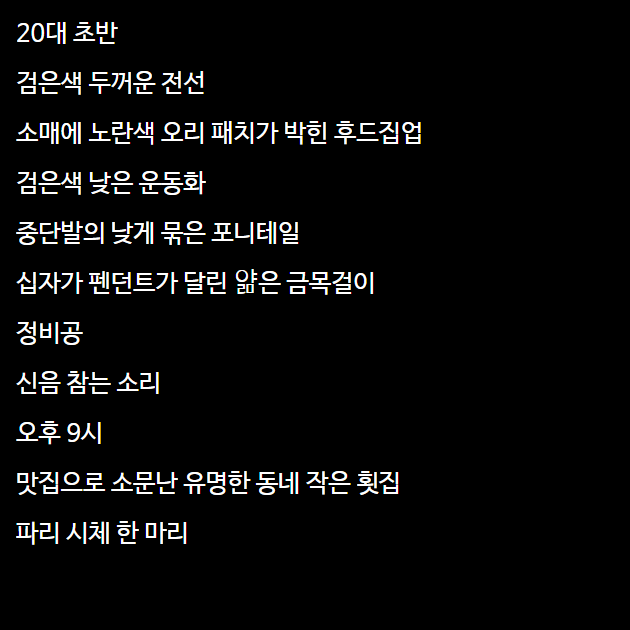 20대 초반
검은색 두꺼운 전선
소매에 노란색 오리 패치가 박힌 후드집업
검은색 낮은 운동화
중단발의 낮게 묶은 포니테일
십자가 펜던트가 달린 얇은 금목걸이
정비공
신음 참는 소리
오후 9시
맛집으로 소문난 유명한 동네 작은 횟집
파리 시체 한 마리